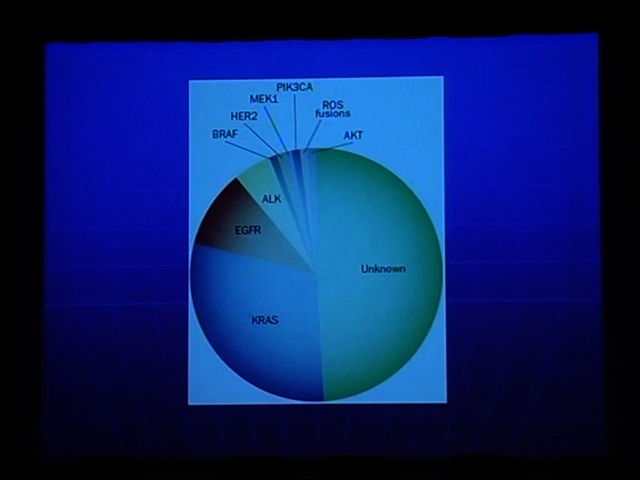 PIK3CA
MEK1
ROS
fusions
HER2
BRAF
AKT
ALK
EGFR
Unknown
KRAS